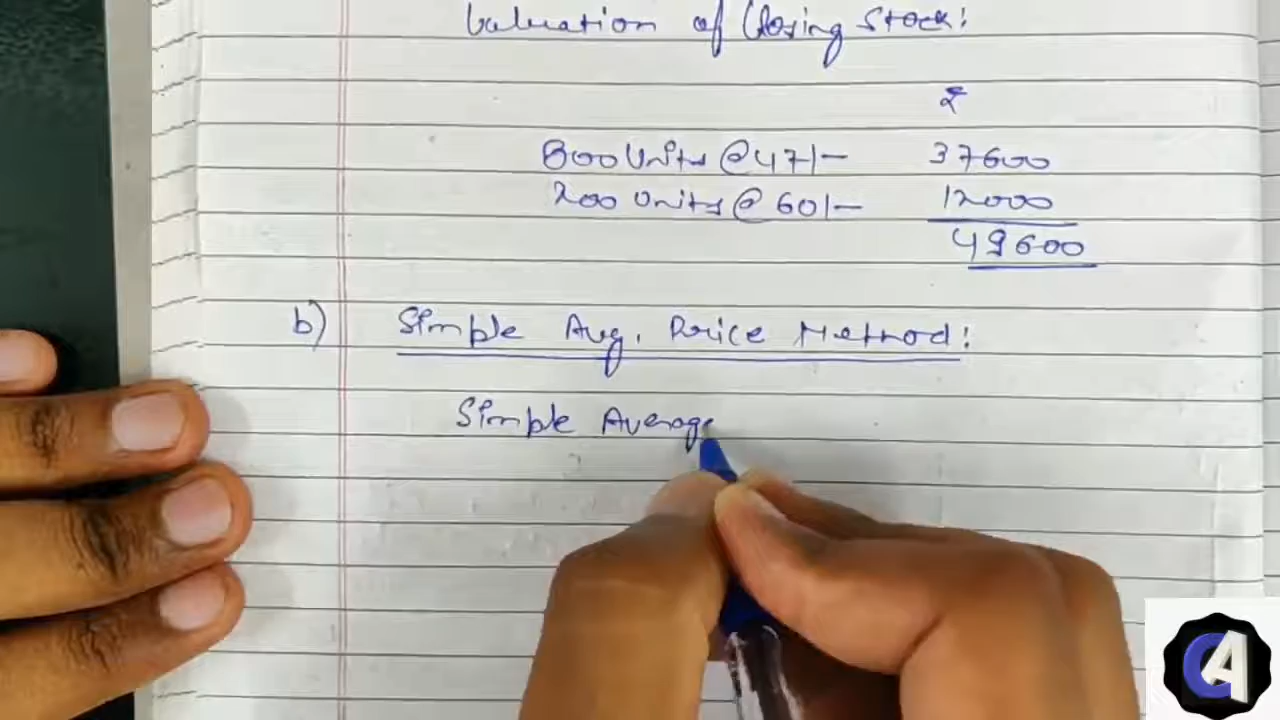 Valuation of Closing Stock:
₹
800 Units @ 47/- 37600
200 Units @ 60/- 12000
49600
b) Simple Avg. Price Method:
Simple Average
CA